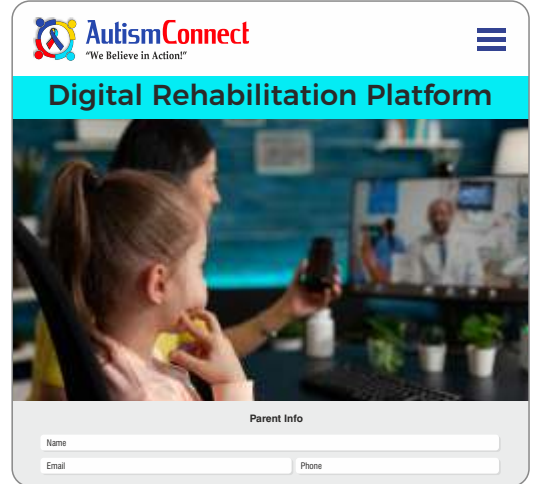 AutismConnect
"We Believe in Action!"
Digital Rehabilitation Platform
Parent Info
Name
Email Phone